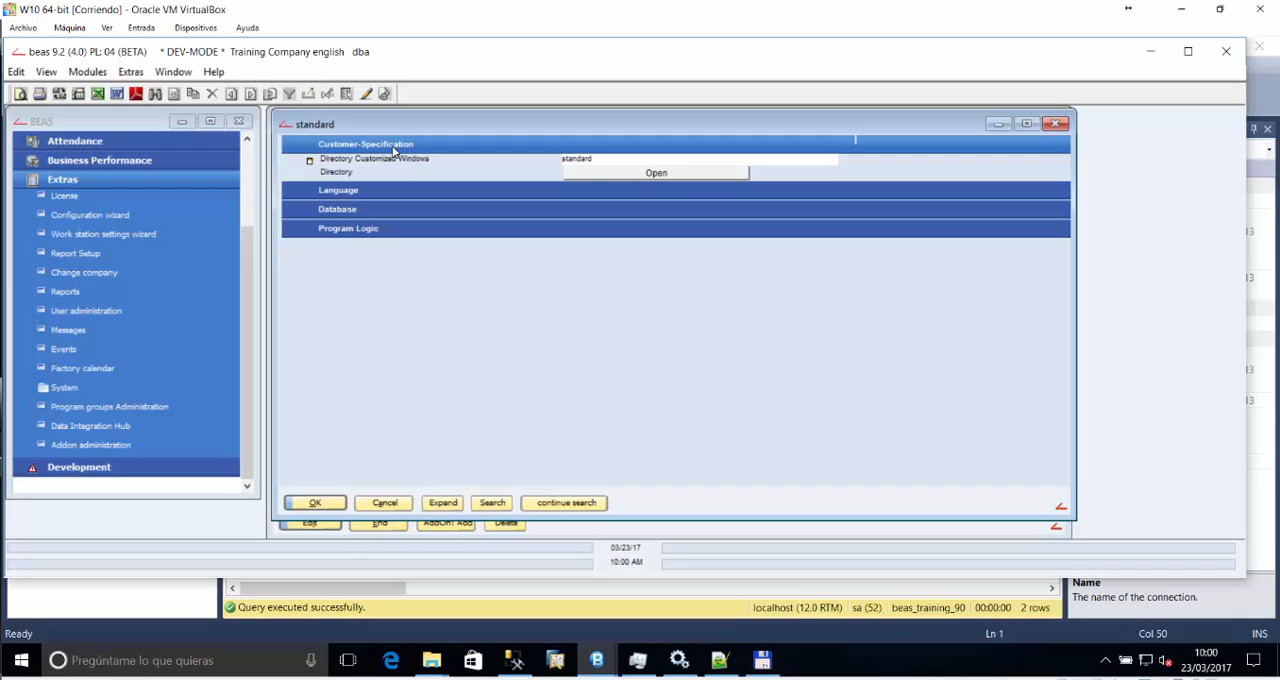 W10 64-bit [Corriendo] - Oracle VM VirtualBox
Archivo Máquina Ver Entrada Dispositivos Ayuda
beas 9.2 (4.0) PL: 04 (BETA) * DEV-MODE * Training Company english dba
Edit View Modules Extras Window Help
BEAS
Attendance
Business Performance
Extras
License
Configuration wizard
Work station settings wizard
Report Setup
Change company
Reports
User administration
Messages
Events
Factory calendar
System
Program groups Administration
Data Integration Hub
Addon administration
Development
standard
Customer-Specification
Directory Customized Windows standard
Directory Open
Language
Database
Program Logic
OK Cancel Expand Search continue search
Edit End AddOn: Add Delete
03/23/17
10:00 AM
Name
The name of the connection.
Query executed successfully. localhost (12.0 RTM) sa (52) beas_training_90 00:00:00 2 rows
Ready Ln 1 Col 50 INS
Pregúntame lo que quieras
10:00
23/03/2017